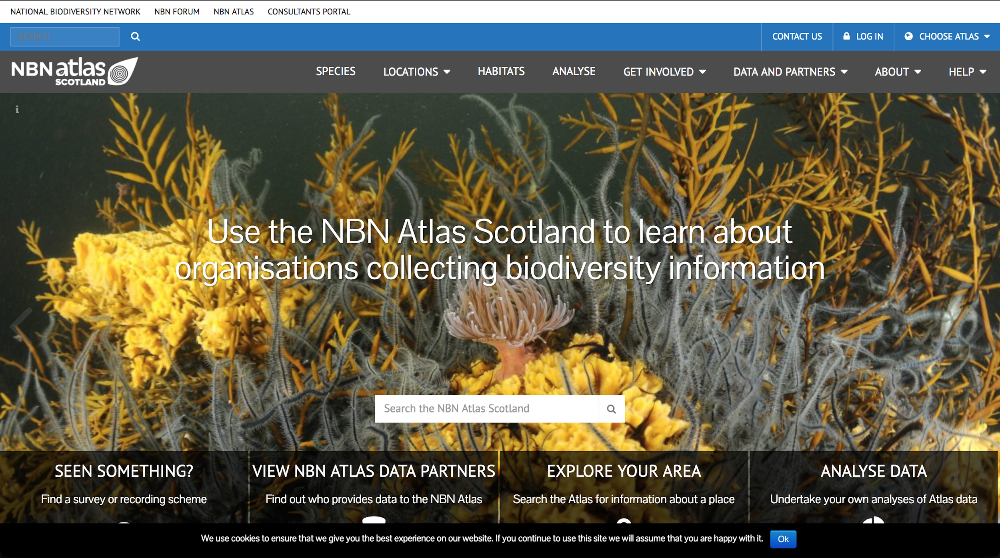 NATIONAL BIODIVERSITY NETWORK NBN FORUM NBN ATLAS CONSULTANTS PORTAL
SEARCH CONTACT US LOG IN CHOOSE ATLAS
NBN atlas
SCOTLAND
SPECIES LOCATIONS HABITATS ANALYSE GET INVOLVED DATA AND PARTNERS ABOUT HELP
i
Use the NBN Atlas Scotland to learn about
organisations collecting biodiversity information
Search the NBN Atlas Scotland
SEEN SOMETHING?
Find a survey or recording scheme
VIEW NBN ATLAS DATA PARTNERS
Find out who provides data to the NBN Atlas
EXPLORE YOUR AREA
Search the Atlas for information about a place
ANALYSE DATA
Undertake your own analyses of Atlas data
We use cookies to ensure that we give you the best experience on our website. If you continue to use this site we will assume that you are happy with it. Ok